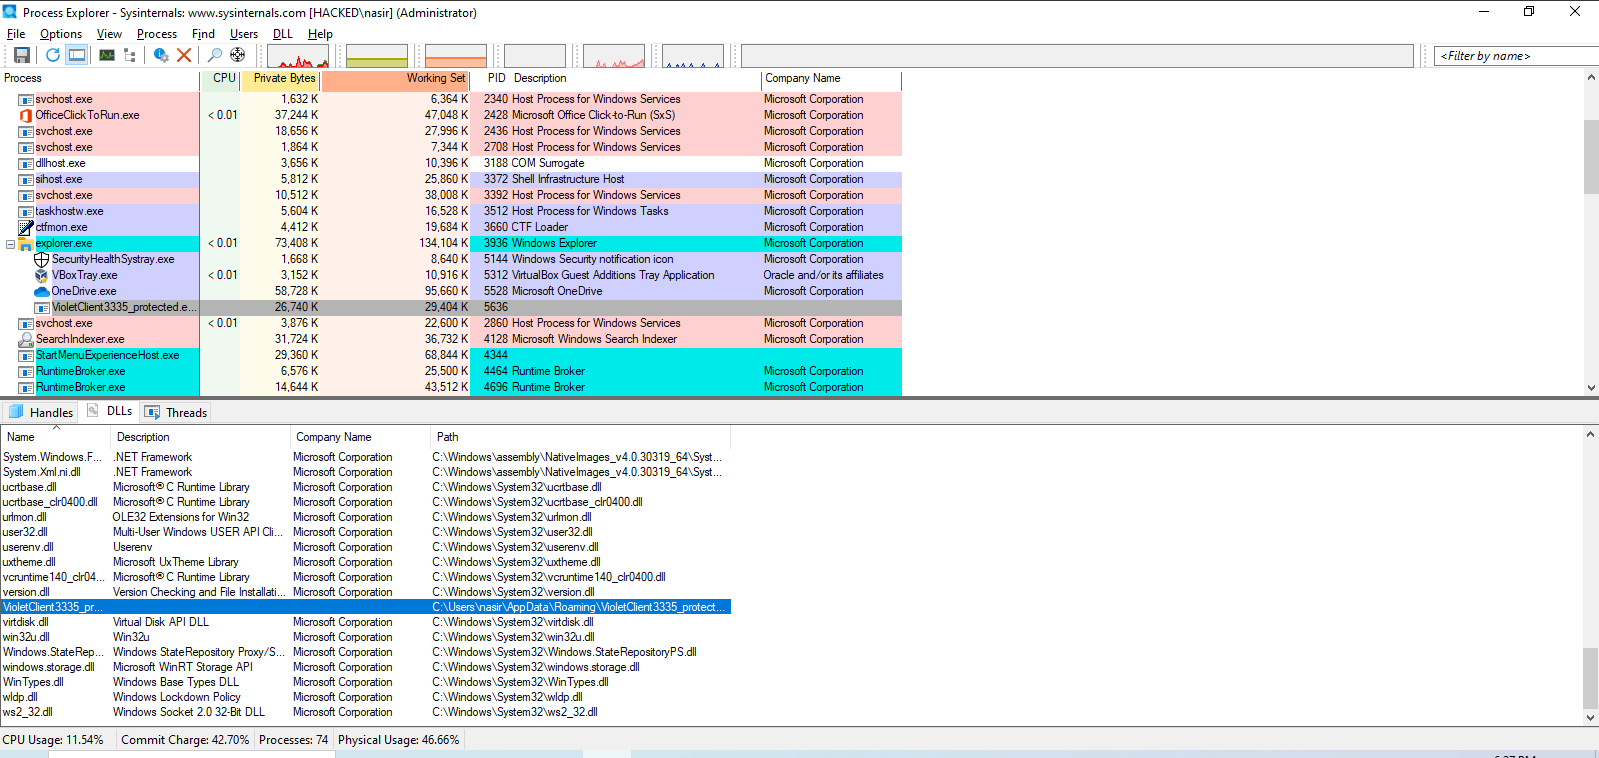 Process Explorer - Sysinternals: www.sysinternals.com [HACKED\nasir] (Administrator)
File Options View Process Find Users DLL Help
<Filter by name>
Process CPU Private Bytes Working Set PID Description Company Name
svchost.exe 1,632 K 6,364 K 2340 Host Process for Windows Services Microsoft Corporation
OfficeClickToRun.exe < 0.01 37,244 K 47,048 K 2428 Microsoft Office Click-to-Run (SxS) Microsoft Corporation
svchost.exe 18,656 K 27,996 K 2436 Host Process for Windows Services Microsoft Corporation
svchost.exe 1,864 K 7,344 K 2708 Host Process for Windows Services Microsoft Corporation
dllhost.exe 3,656 K 10,396 K 3188 COM Surrogate Microsoft Corporation
sihost.exe 5,812 K 25,860 K 3372 Shell Infrastructure Host Microsoft Corporation
svchost.exe 10,512 K 38,008 K 3392 Host Process for Windows Services Microsoft Corporation
taskhostw.exe 5,604 K 16,528 K 3512 Host Process for Windows Tasks Microsoft Corporation
ctfmon.exe 4,412 K 19,684 K 3660 CTF Loader Microsoft Corporation
explorer.exe < 0.01 73,408 K 134,104 K 3936 Windows Explorer Microsoft Corporation
SecurityHealthSystray.exe 1,668 K 8,640 K 5144 Windows Security notification icon Microsoft Corporation
VBoxTray.exe < 0.01 3,152 K 10,916 K 5312 VirtualBox Guest Additions Tray Application Oracle and/or its affiliates
OneDrive.exe 58,728 K 95,660 K 5528 Microsoft OneDrive Microsoft Corporation
VioletClient3335_protected.e... 26,740 K 29,404 K 5636
svchost.exe < 0.01 3,876 K 22,600 K 2860 Host Process for Windows Services Microsoft Corporation
SearchIndexer.exe 31,724 K 36,732 K 4128 Microsoft Windows Search Indexer Microsoft Corporation
StartMenuExperienceHost.exe 29,360 K 68,844 K 4344
RuntimeBroker.exe 6,576 K 25,500 K 4464 Runtime Broker Microsoft Corporation
RuntimeBroker.exe 14,644 K 43,512 K 4696 Runtime Broker Microsoft Corporation
Handles DLLs Threads
Name Description Company Name Path
System.Windows.F... .NET Framework Microsoft Corporation C:\Windows\assembly\NativeImages_v4.0.30319_64\Syst...
System.Xml.ni.dll .NET Framework Microsoft Corporation C:\Windows\assembly\NativeImages_v4.0.30319_64\Syst...
ucrtbase.dll Microsoft® C Runtime Library Microsoft Corporation C:\Windows\System32\ucrtbase.dll
ucrtbase_clr0400.dll Microsoft® C Runtime Library Microsoft Corporation C:\Windows\System32\ucrtbase_clr0400.dll
urlmon.dll OLE32 Extensions for Win32 Microsoft Corporation C:\Windows\System32\urlmon.dll
user32.dll Multi-User Windows USER API Cli... Microsoft Corporation C:\Windows\System32\user32.dll
userenv.dll Userenv Microsoft Corporation C:\Windows\System32\userenv.dll
uxtheme.dll Microsoft UxTheme Library Microsoft Corporation C:\Windows\System32\uxtheme.dll
vcruntime140_clr04... Microsoft® C Runtime Library Microsoft Corporation C:\Windows\System32\vcruntime140_clr0400.dll
version.dll Version Checking and File Installati... Microsoft Corporation C:\Windows\System32\version.dll
VioletClient3335_pr... C:\Users\nasir\AppData\Roaming\VioletClient3335_protect...
virtdisk.dll Virtual Disk API DLL Microsoft Corporation C:\Windows\System32\virtdisk.dll
win32u.dll Win32u Microsoft Corporation C:\Windows\System32\win32u.dll
Windows.StateRep... Windows StateRepository Proxy/S... Microsoft Corporation C:\Windows\System32\Windows.StateRepositoryPS.dll
windows.storage.dll Microsoft WinRT Storage API Microsoft Corporation C:\Windows\System32\windows.storage.dll
WinTypes.dll Windows Base Types DLL Microsoft Corporation C:\Windows\System32\WinTypes.dll
wldp.dll Windows Lockdown Policy Microsoft Corporation C:\Windows\System32\wldp.dll
ws2_32.dll Windows Socket 2.0 32-Bit DLL Microsoft Corporation C:\Windows\System32\ws2_32.dll
CPU Usage: 11.54% Commit Charge: 42.70% Processes: 74 Physical Usage: 46.66%